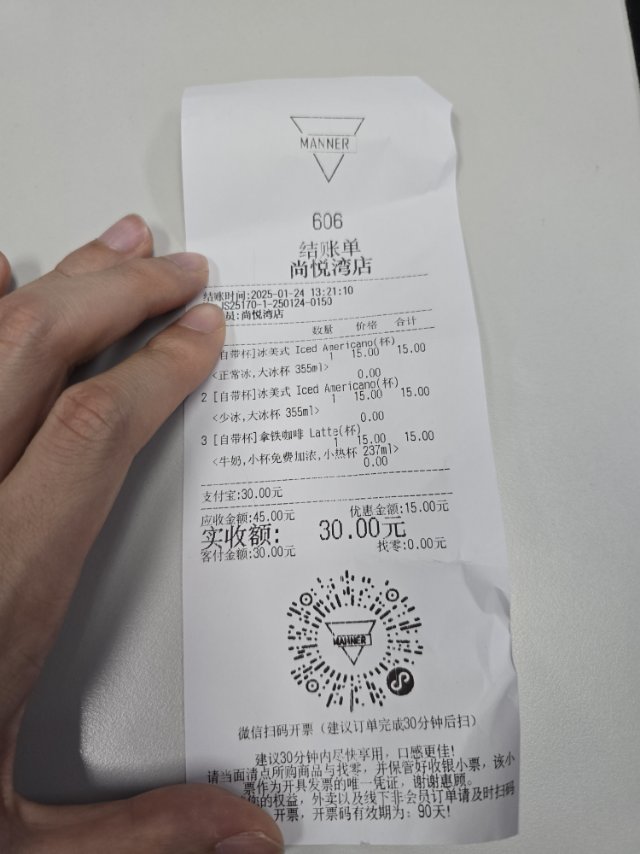 MANNER
606
结账单
尚悦湾店
结账时间:2025-01-24 13:21:10
JS25170-1-250124-0150
员:尚悦湾店
数量 价格 合计
[自带杯]冰美式 Iced Americano(杯)
1 15.00 15.00
<正常冰,大冰杯 355ml>
0.00
2 [自带杯]冰美式 Iced Americano(杯)
1 15.00 15.00
<少冰,大冰杯 355ml>
0.00
3 [自带杯]拿铁咖啡 Latte(杯)
1 15.00 15.00
<牛奶,小杯免费加浓,小热杯 237ml>
0.00
支付宝:30.00元
应收金额:45.00元 优惠金额:15.00元
实收额: 30.00元
客付金额:30.00元 找零:0.00元
MANNER
微信扫码开票（建议订单完成30分钟后扫）
建议30分钟内尽快享用，口感更佳!
请当面清点所购商品与找零，并保管好收银小票，该小
票作为开具发票的唯一凭证，谢谢惠顾。
您的权益，外卖以及线下非会员订单请及时扫码
开票，开票码有效期为：90天!